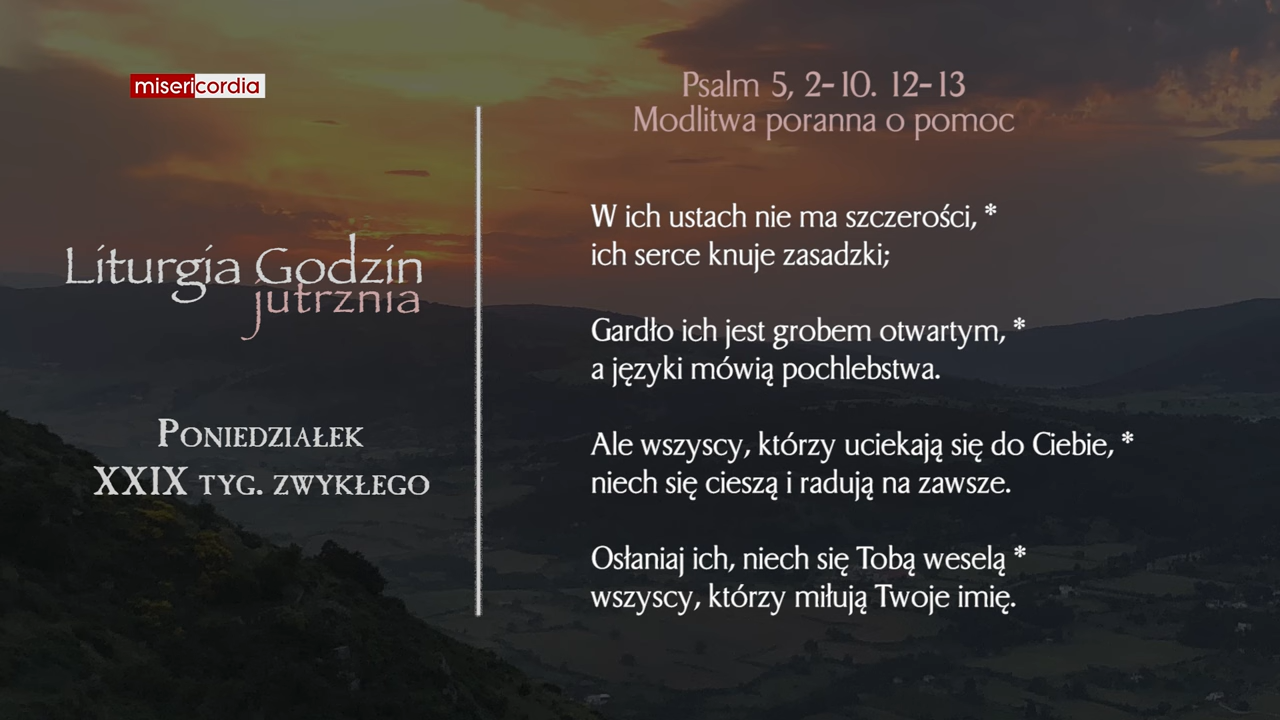 misericordia
Liturgia Godzin
jutrznia
Poniedziałek
XXIX tyg. zwykłego
Psalm 5, 2-10. 12-13
Modlitwa poranna o pomoc
W ich ustach nie ma szczerości, *
ich serce knuje zasadzki;
Gardło ich jest grobem otwartym, *
a języki mówią pochlebstwa.
Ale wszyscy, którzy uciekają się do Ciebie, *
niech się cieszą i radują na zawsze.
Osłaniaj ich, niech się Tobą weselą *
wszyscy, którzy miłują Twoje imię.